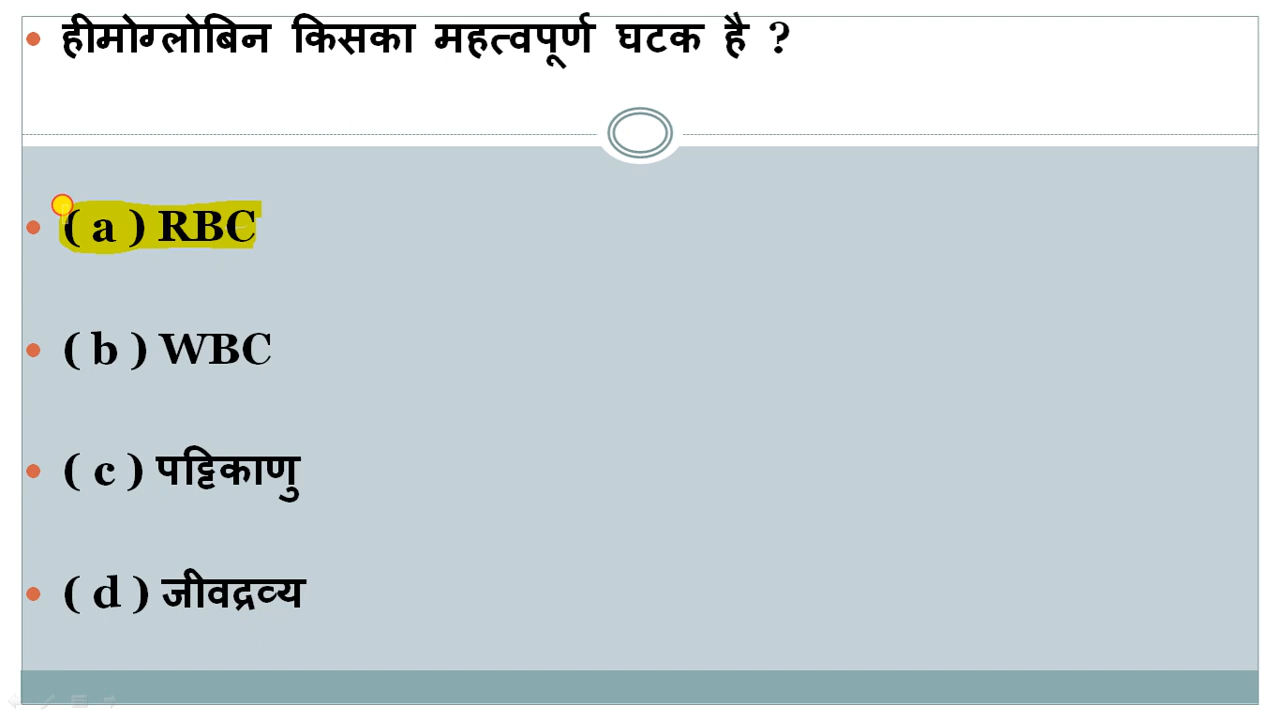 हीमोग्लोबिन किसका महत्वपूर्ण घटक है ?
( a ) RBC
( b ) WBC
( c ) पट्टिकाणु
( d ) जीवद्रव्य